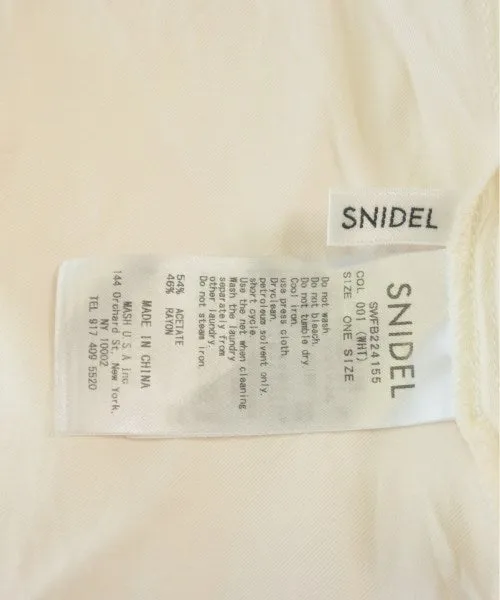 SNIDEL
SNIDEL
SWFB224155
COL 001 (WHT)
SIZE ONE SIZE
Do not wash
Do not bleach.
Do not tumble dry
Cool iron.
use press cloth.
Dryclean.
petroleum solvent only.
short cycle.
Use the net when cleaning
Wash the laundry
separately from
other laundry.
Do not steam iron.
54% ACETATE
46% RAYON
MADE IN CHINA
MASH U.S.A inc
144 Orchard St. New York.
NY 10002
TEL 917 409 5520